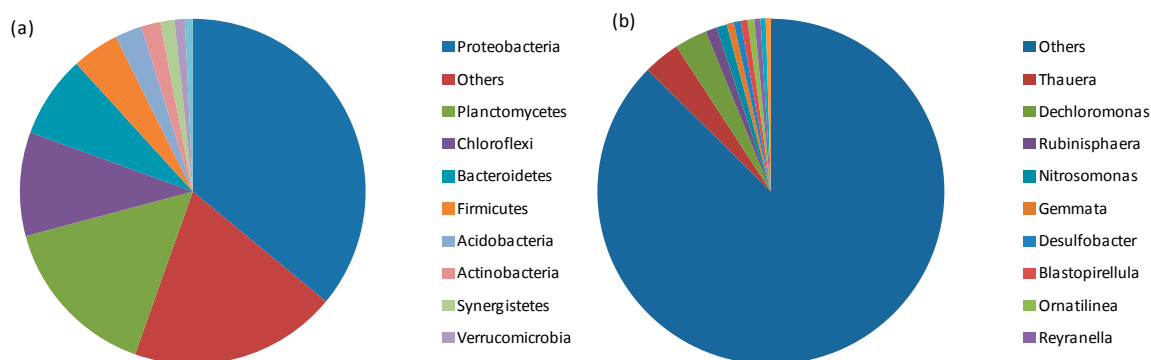 (a)
Proteobacteria
Others
Planctomycetes
Chloroflexi
Bacteroidetes
Firmicutes
Acidobacteria
Actinobacteria
Synergistetes
Verrucomicrobia
(b)
Others
Thauera
Dechloromonas
Rubinisphaera
Nitrosomonas
Gemmata
Desulfobacter
Blastopirellula
Ornatilinea
Reyranella